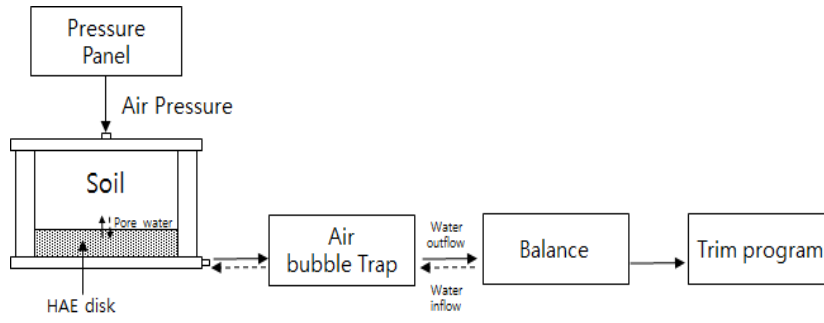 Pressure
Panel
Air Pressure
Soil
Pore water
HAE disk
Air
bubble Trap
Water
outflow
Water
inflow
Balance
Trim program